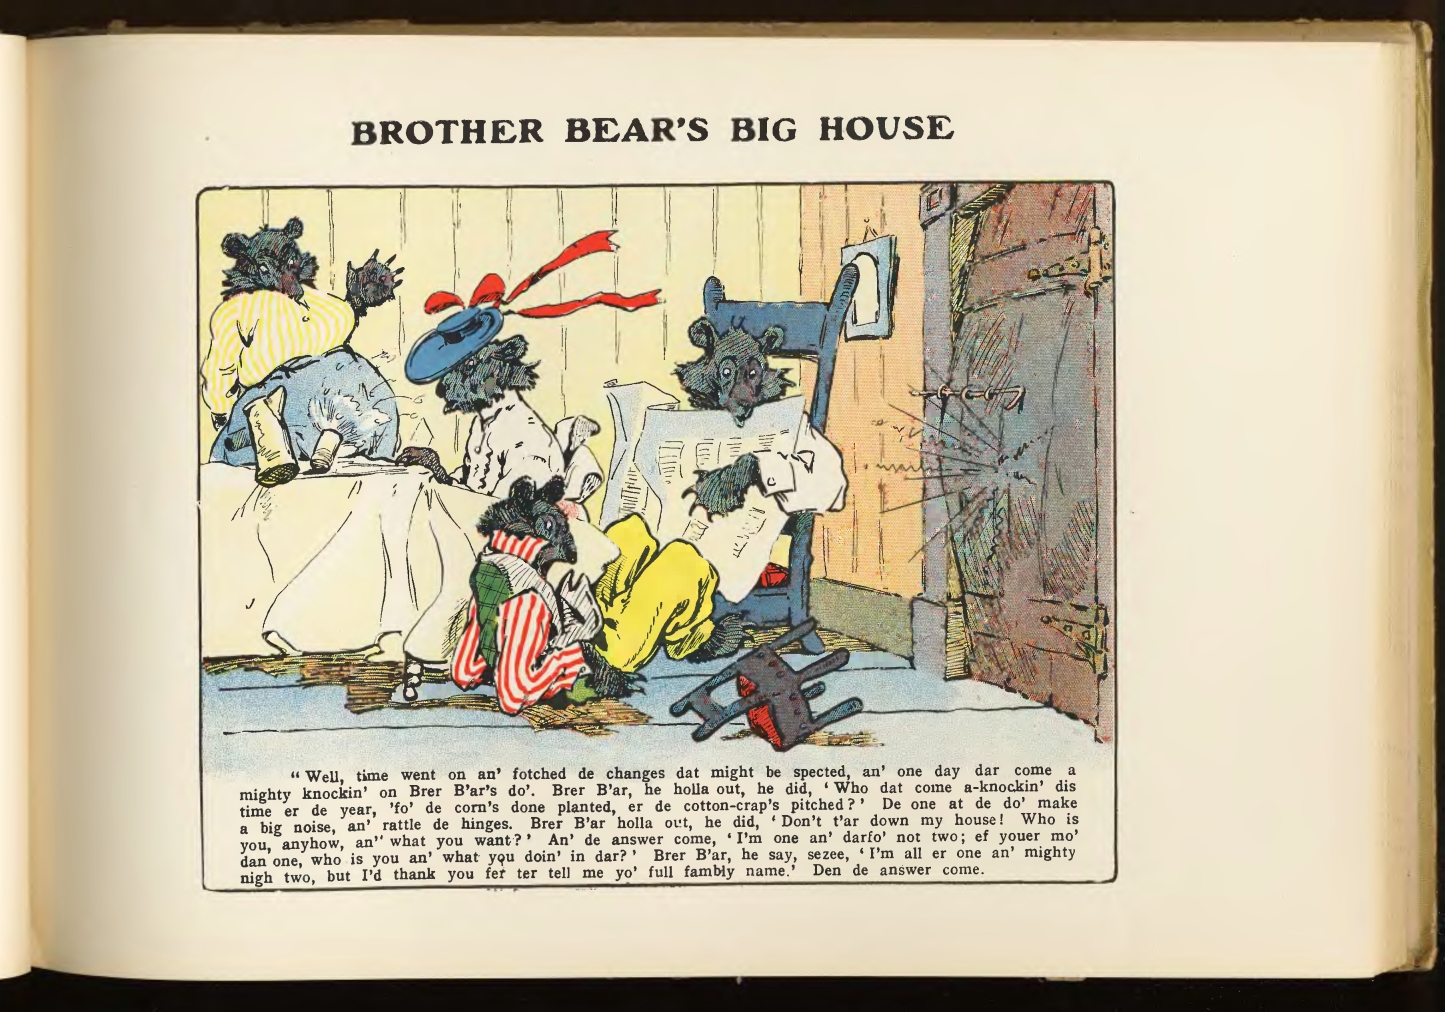 BROTHER BEAR'S BIG HOUSE
“ Well, time went on an’ fotched de changes dat might be spected, an’ one day dar come a
mighty knockin’ on Brer B'ar's do’. Brer B'ar, he holla out, he did, ‘ Who dat come a-knockin’ dis
time er de year, ’fo’ de corn's done planted, er de cotton-crap's pitched? ’ De one at de do’ make
a big noise, an’ rattle de hinges. Brer B'ar holla out, he did, ‘ Don't t'ar down my house! Who is
you, anyhow, an’ what you want? ’ An’ de answer come, ‘ I'm one an’ darfo’ not two; ef youer mo’
dan one, who is you an’ what you doin’ in dar? ’ Brer B'ar, he say, sezee, ‘ I'm all er one an’ mighty
nigh two, but I'd thank you fer ter tell me yo’ full fambly name.’ Den de answer come.